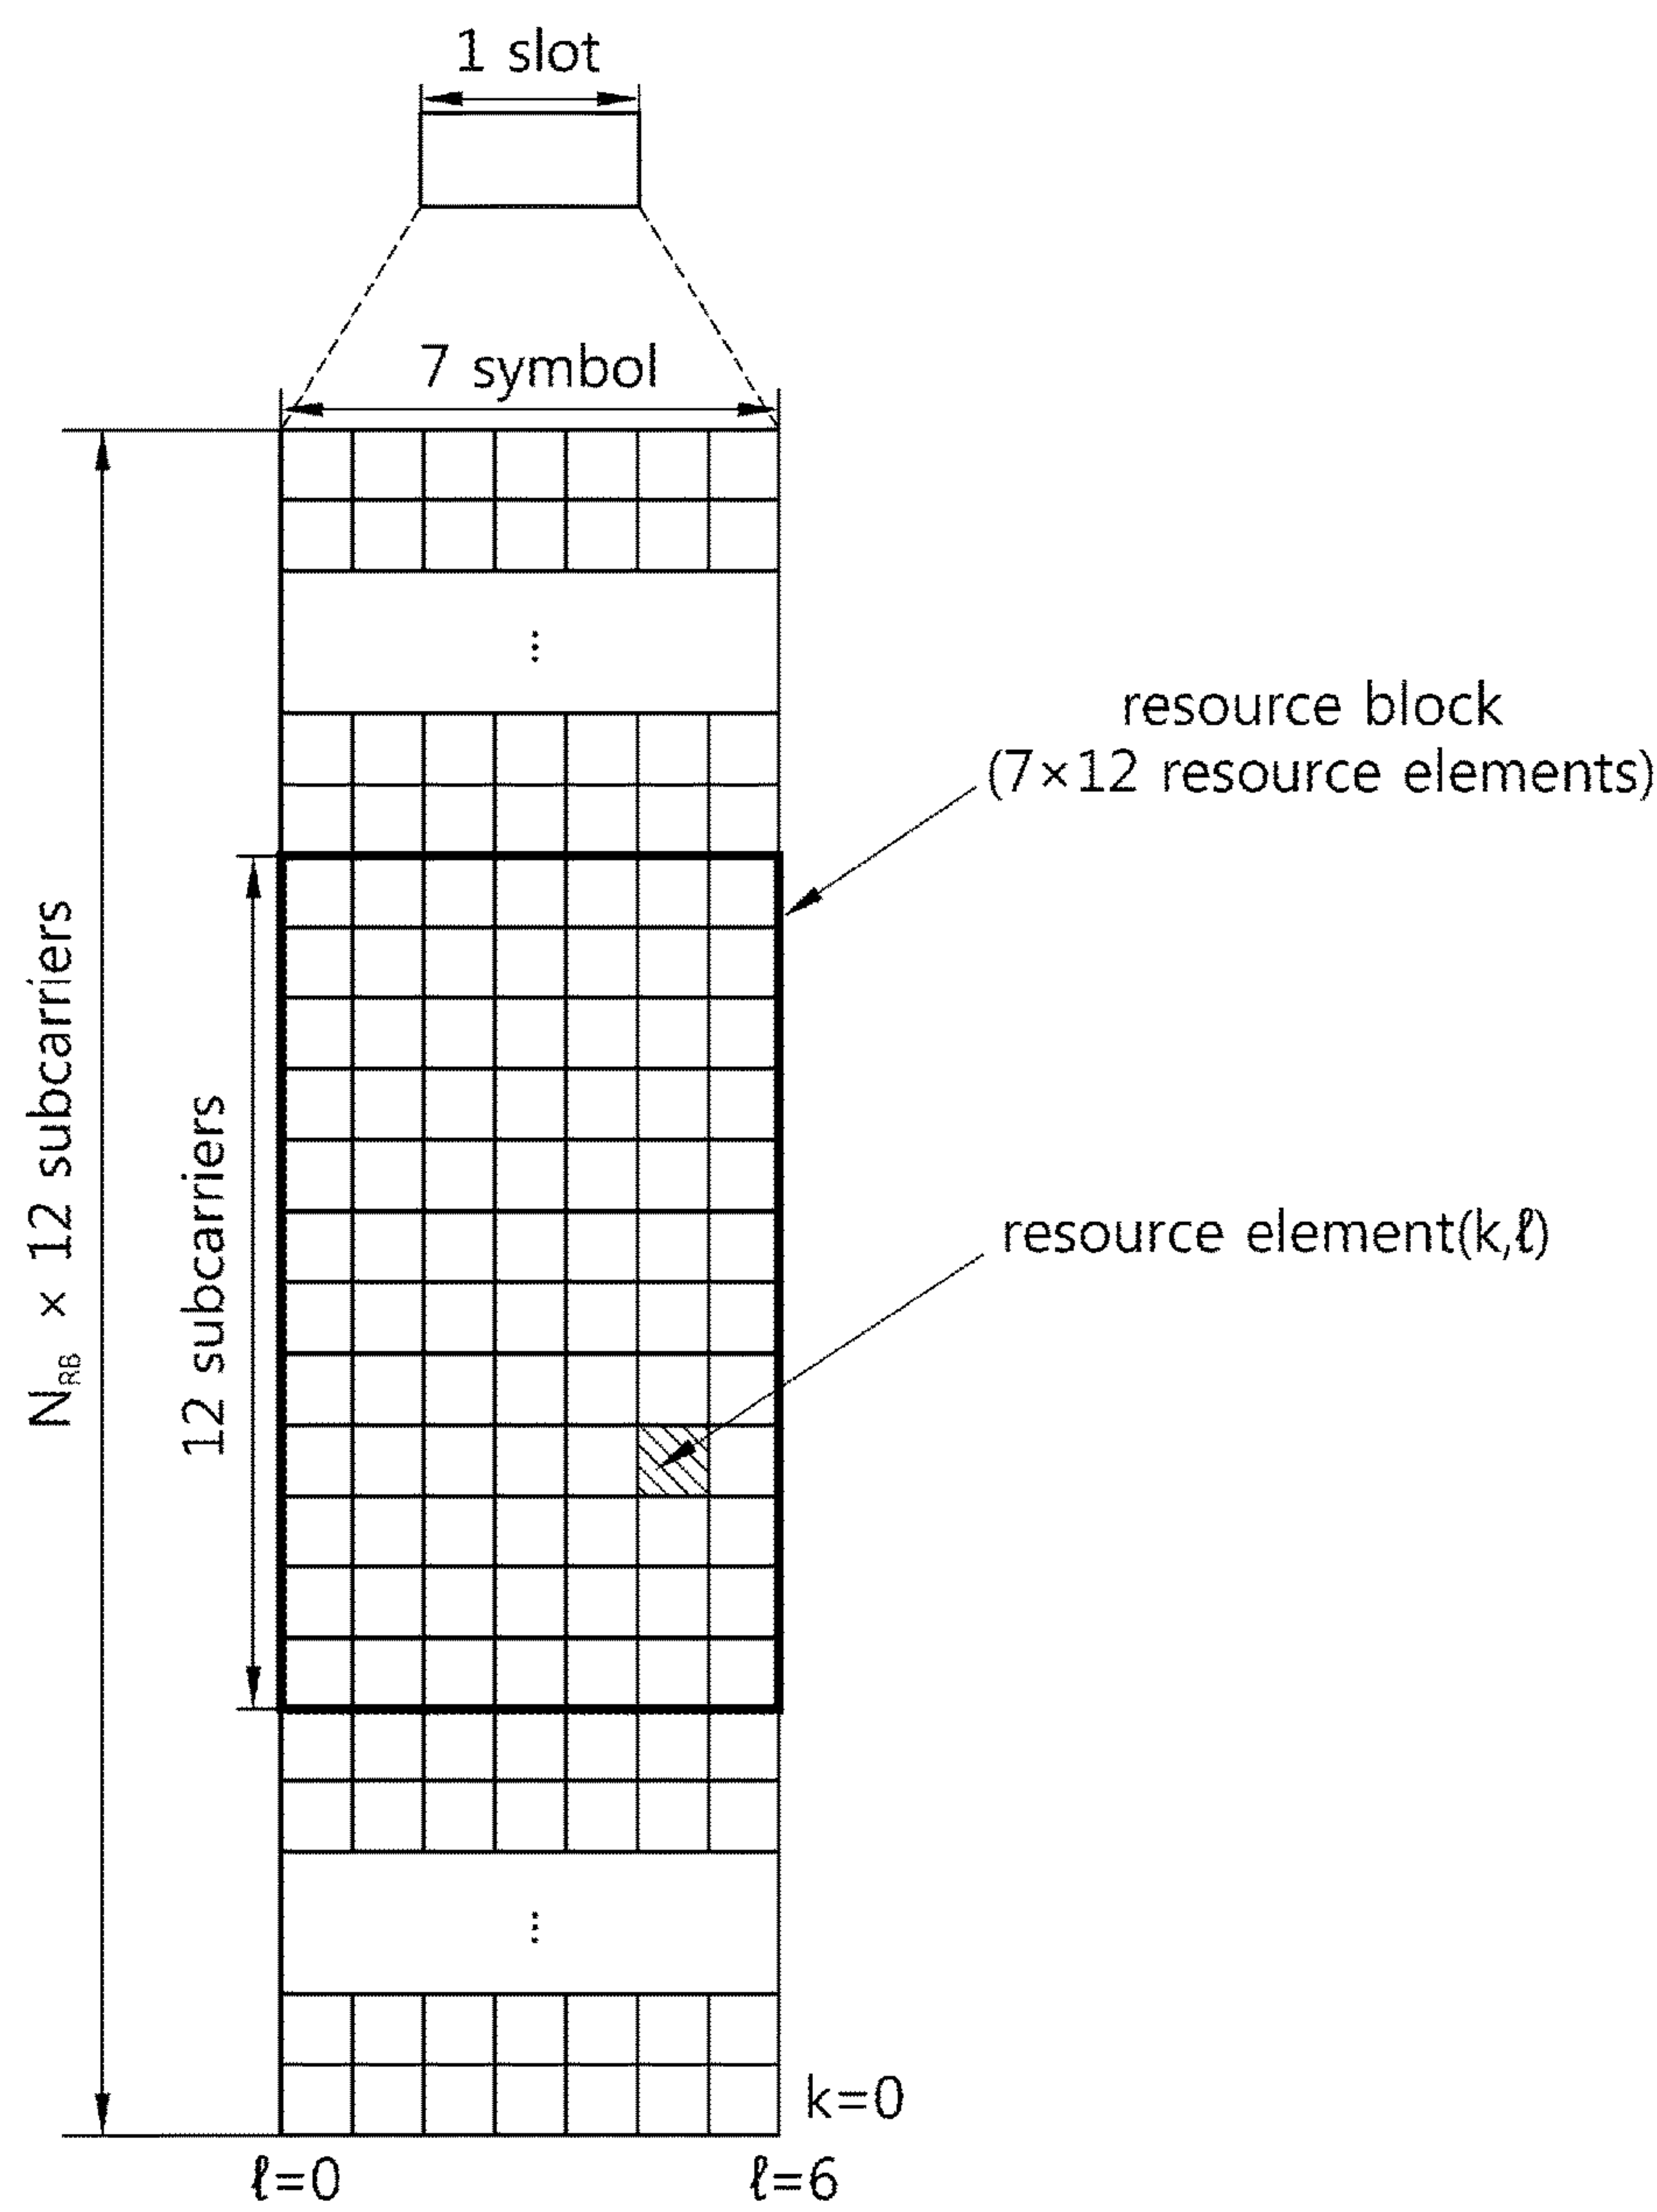 1 slot
7 symbol
resource block
(7×12 resource elements)
N_RB × 12 subcarriers
12 subcarriers
resource element(k,ℓ)
k=0
ℓ=0
ℓ=6